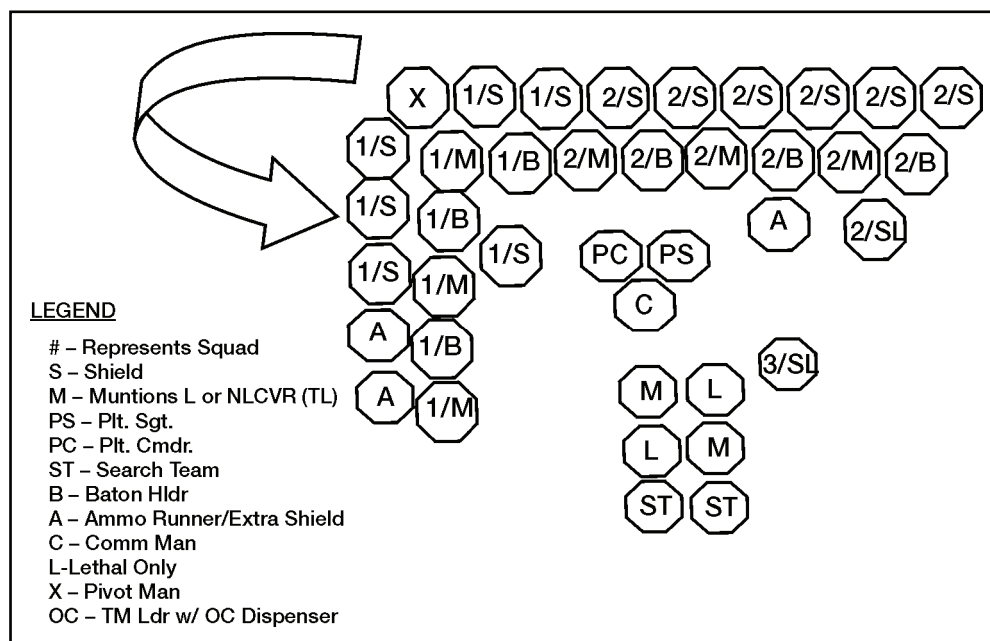 X 1/S 1/S 2/S 2/S 2/S 2/S 2/S 2/S
1/S 1/M 1/B 2/M 2/B 2/M 2/B 2/M 2/B
1/S 1/B 1/S PC PS A 2/SL
1/S 1/M C
A 1/B 3/SL
A 1/M M L
L M
ST ST
LEGEND
# – Represents Squad
S – Shield
M – Muntions L or NLCVR (TL)
PS – Plt. Sgt.
PC – Plt. Cmdr.
ST – Search Team
B – Baton Hldr
A – Ammo Runner/Extra Shield
C – Comm Man
L-Lethal Only
X – Pivot Man
OC – TM Ldr w/ OC Dispenser